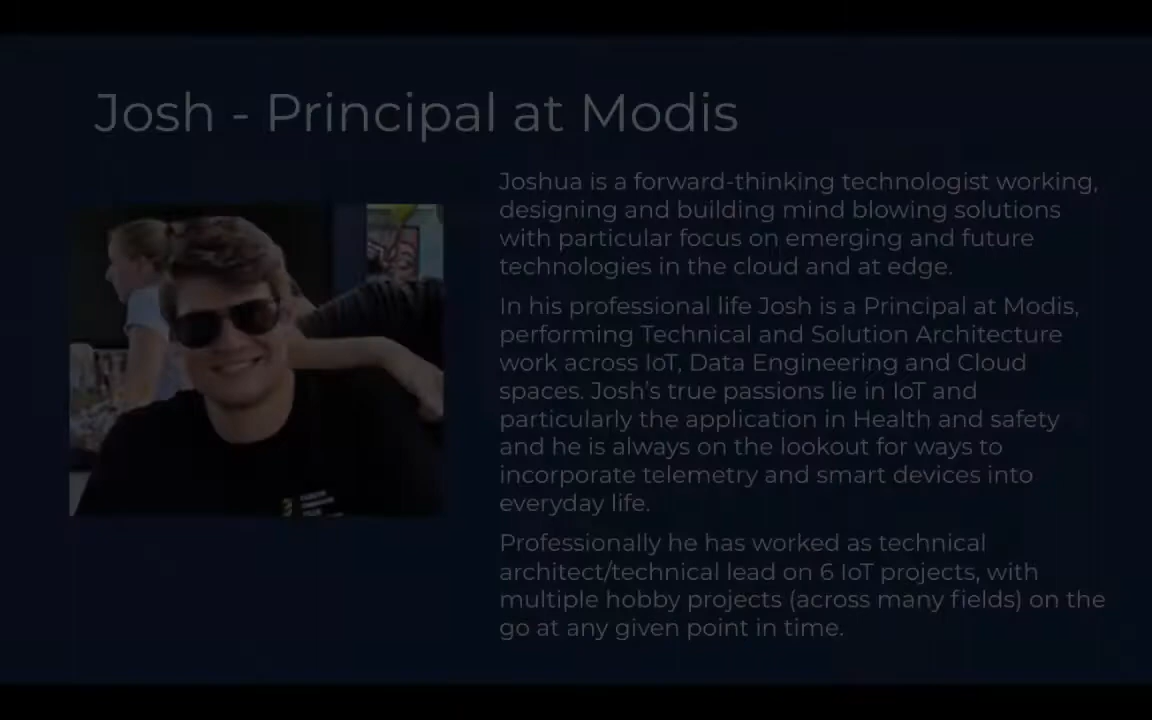 Josh - Principal at Modis
Joshua is a forward-thinking technologist working,
designing and building mind blowing solutions
with particular focus on emerging and future
technologies in the cloud and at edge.
In his professional life Josh is a Principal at Modis,
performing Technical and Solution Architecture
work across IoT, Data Engineering and Cloud
spaces. Josh's true passions lie in IoT and
particularly the application in Health and safety
and he is always on the lookout for ways to
incorporate telemetry and smart devices into
everyday life.
Professionally he has worked as technical
architect/technical lead on 6 IoT projects, with
multiple hobby projects (across many fields) on the
go at any given point in time.